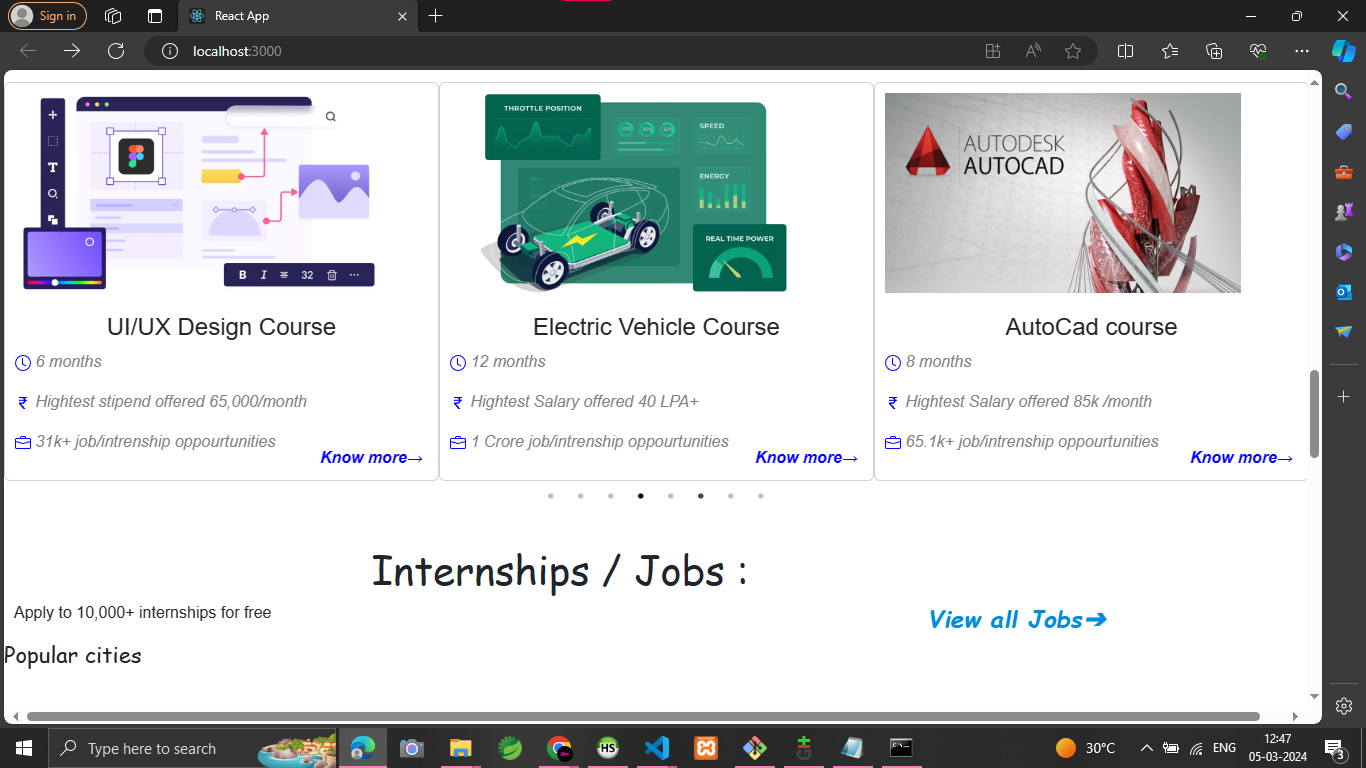 Sign in
React App
localhost:3000
THROTTLE POSITION
SPEED
ENERGY
REAL TIME POWER
T
B I 32
AUTODESK
AUTOCAD
UI/UX Design Course
6 months
₹ Hightest stipend offered 65,000/month
31k+ job/intrenship oppourtunities
Know more→
Electric Vehicle Course
12 months
₹ Hightest Salary offered 40 LPA+
1 Crore job/intrenship oppourtunities
Know more→
AutoCad course
8 months
₹ Hightest Salary offered 85k /month
65.1k+ job/intrenship oppourtunities
Know more→
Internships / Jobs :
Apply to 10,000+ internships for free
View all Jobs➔
Popular cities
Type here to search
HS
30°C
ENG
12:47
05-03-2024
3